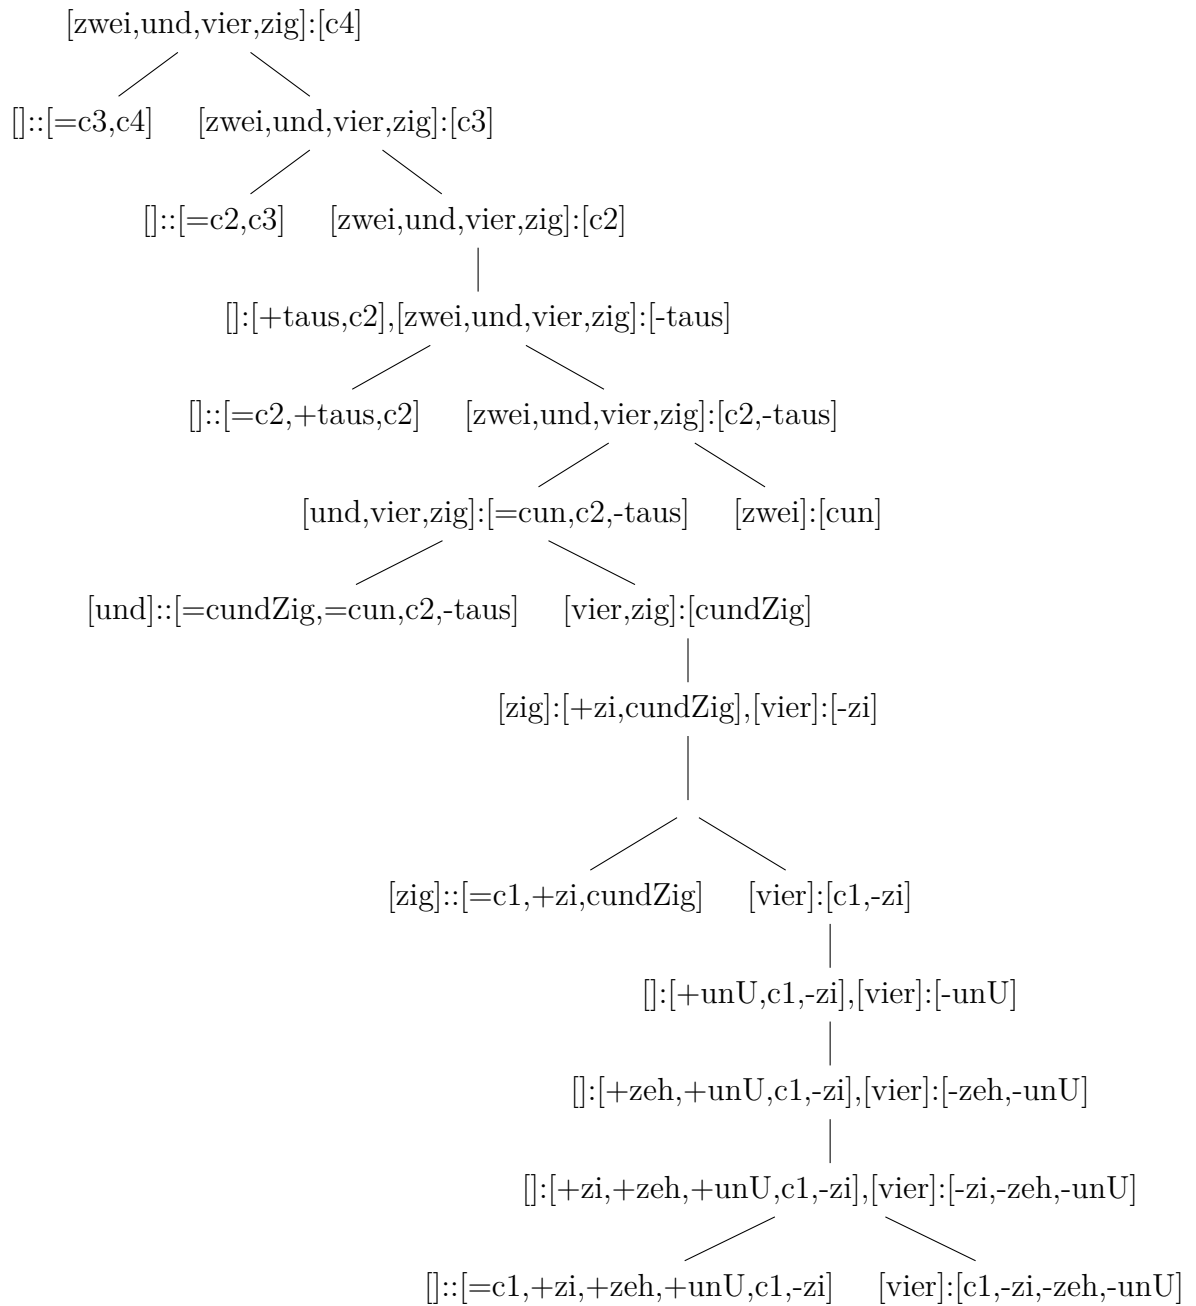 [zwei,und,vier,zig]:[c4]
[]::[=c3,c4] [zwei,und,vier,zig]:[c3]
[]::[=c2,c3] [zwei,und,vier,zig]:[c2]
[]:[+taus,c2],[zwei,und,vier,zig]:[-taus]
[]::[=c2,+taus,c2] [zwei,und,vier,zig]:[c2,-taus]
[und,vier,zig]:[=cun,c2,-taus] [zwei]:[cun]
[und]::[=cundZig,=cun,c2,-taus] [vier,zig]:[cundZig]
[zig]:[+zi,cundZig],[vier]:[-zi]
[zig]::[=c1,+zi,cundZig] [vier]:[c1,-zi]
[]:[+unU,c1,-zi],[vier]:[-unU]
[]:[+zeh,+unU,c1,-zi],[vier]:[-zeh,-unU]
[]:[+zi,+zeh,+unU,c1,-zi],[vier]:[-zi,-zeh,-unU]
[]::[=c1,+zi,+zeh,+unU,c1,-zi] [vier]:[c1,-zi,-zeh,-unU]